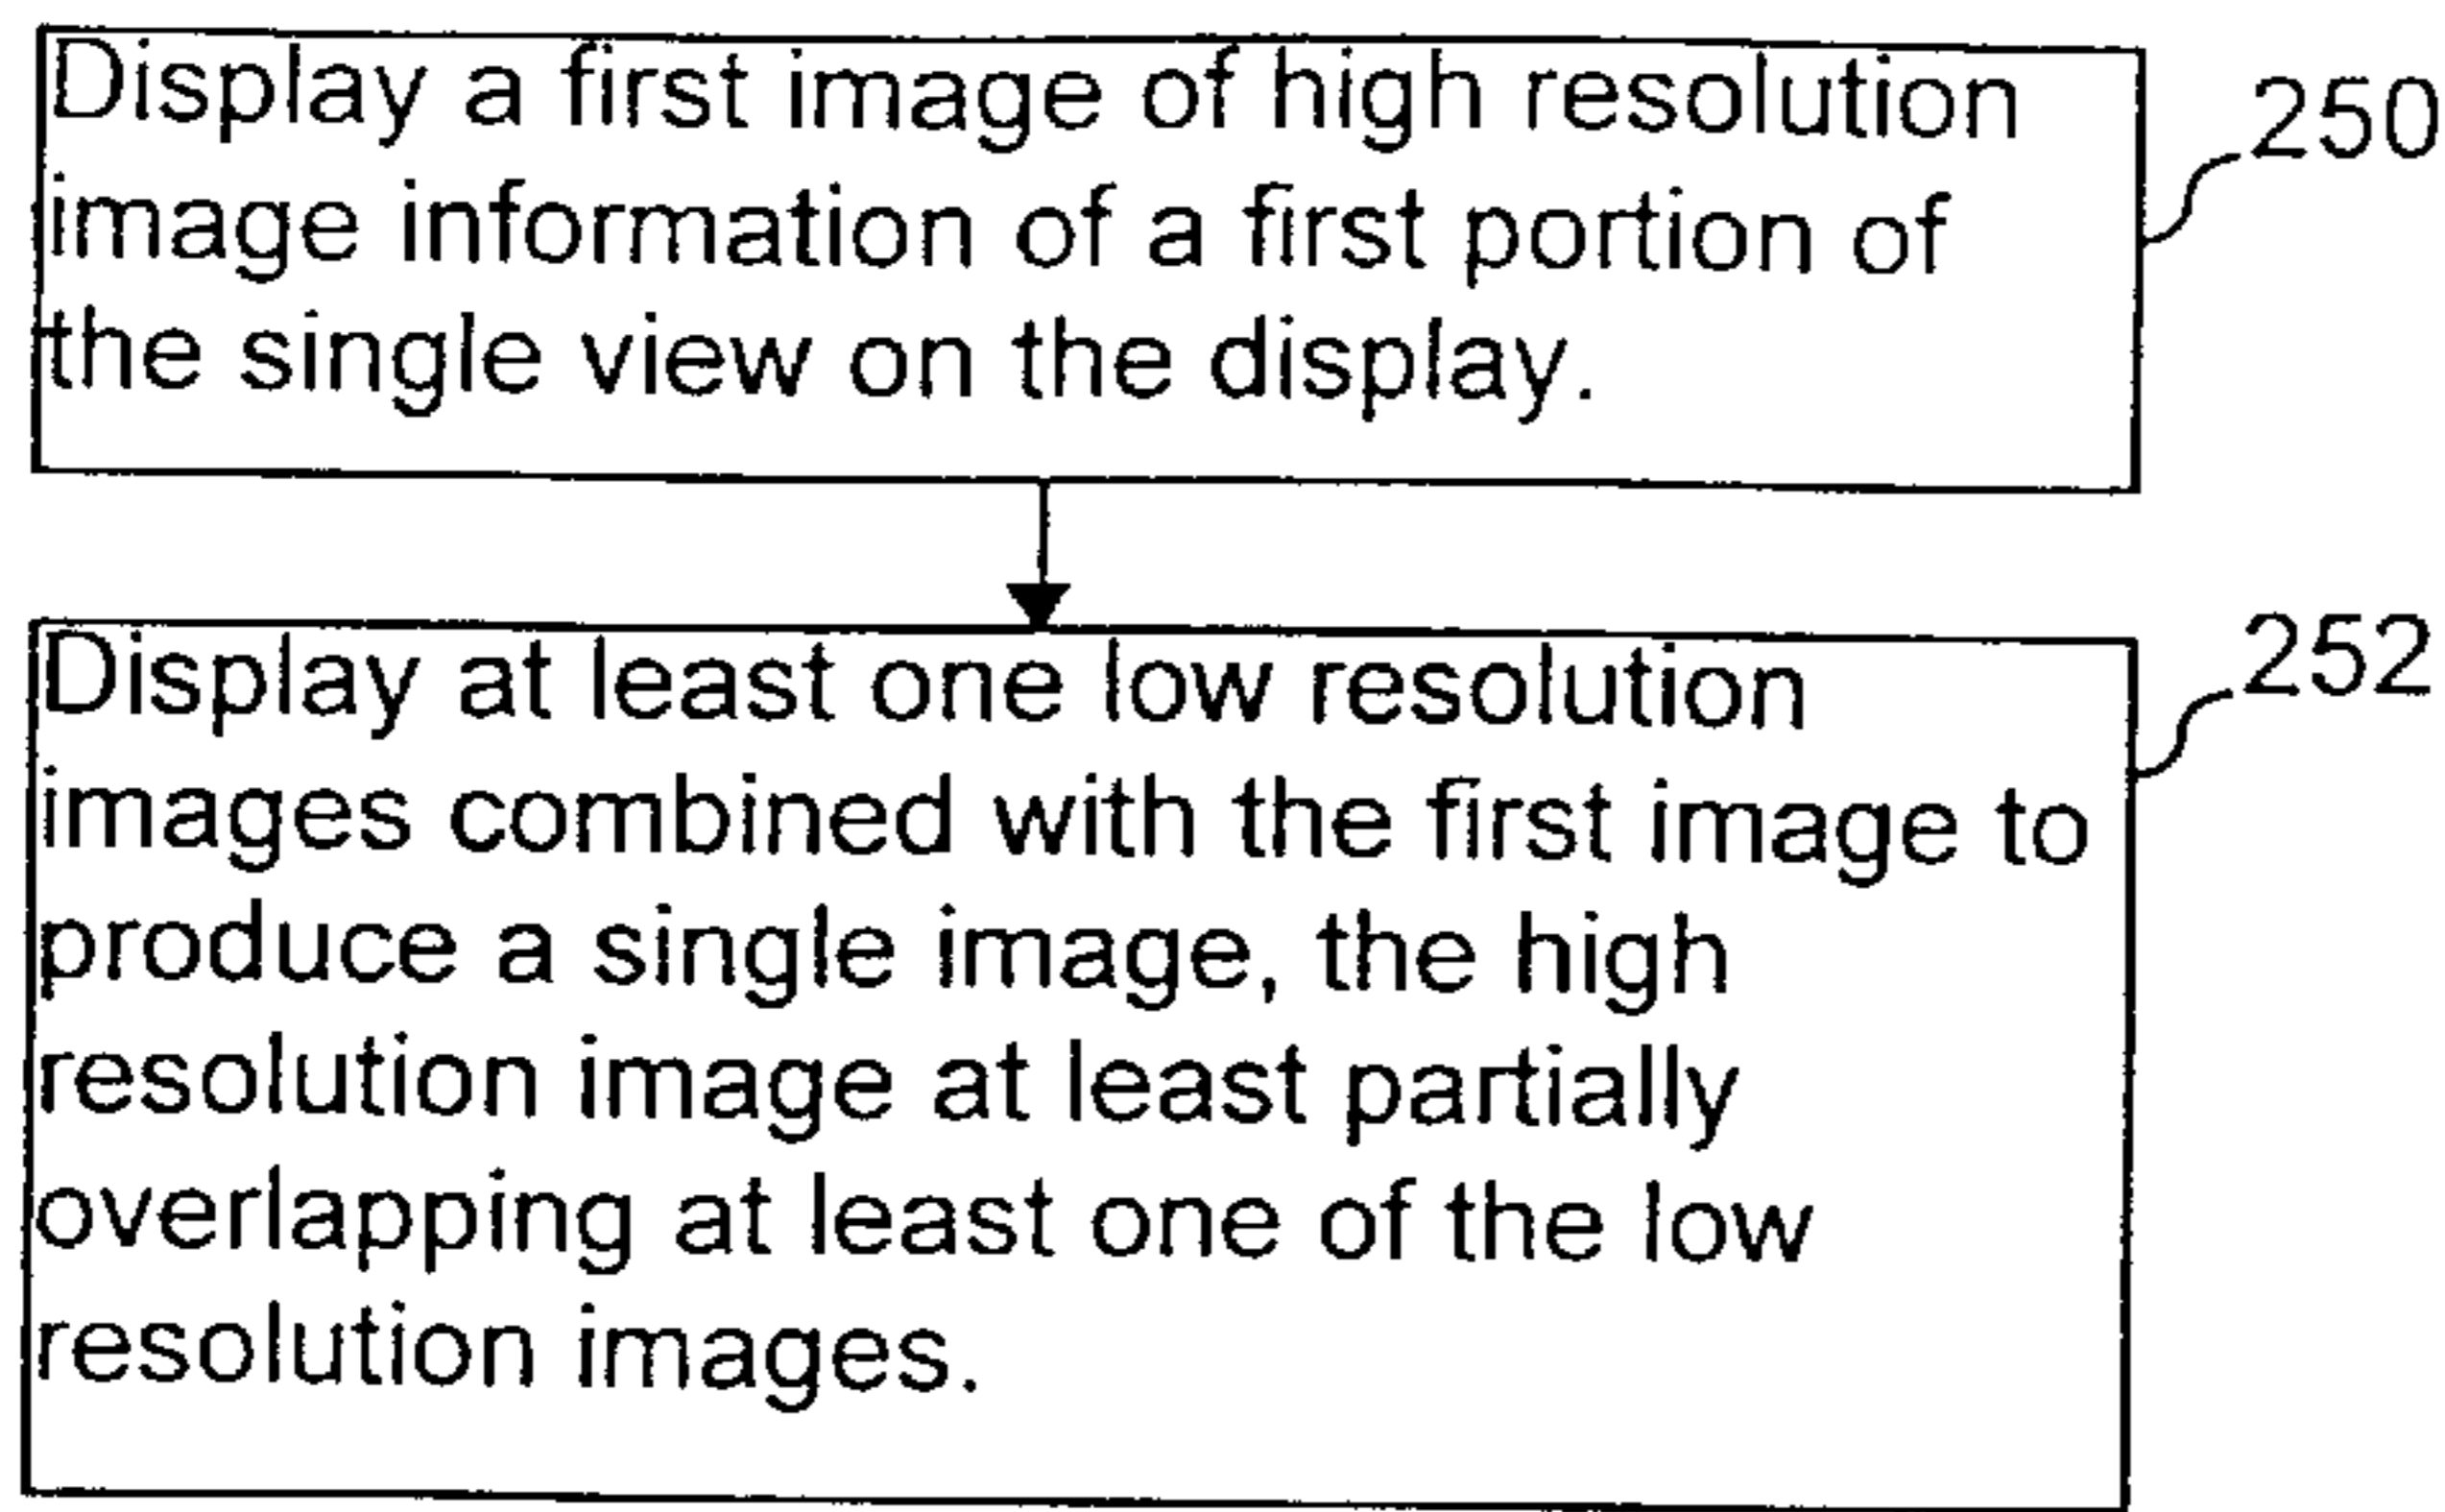 Display a first image of high resolution
image information of a first portion of
the single view on the display.
250
Display at least one low resolution
images combined with the first image to
produce a single image, the high
resolution image at least partially
overlapping at least one of the low
resolution images.
252